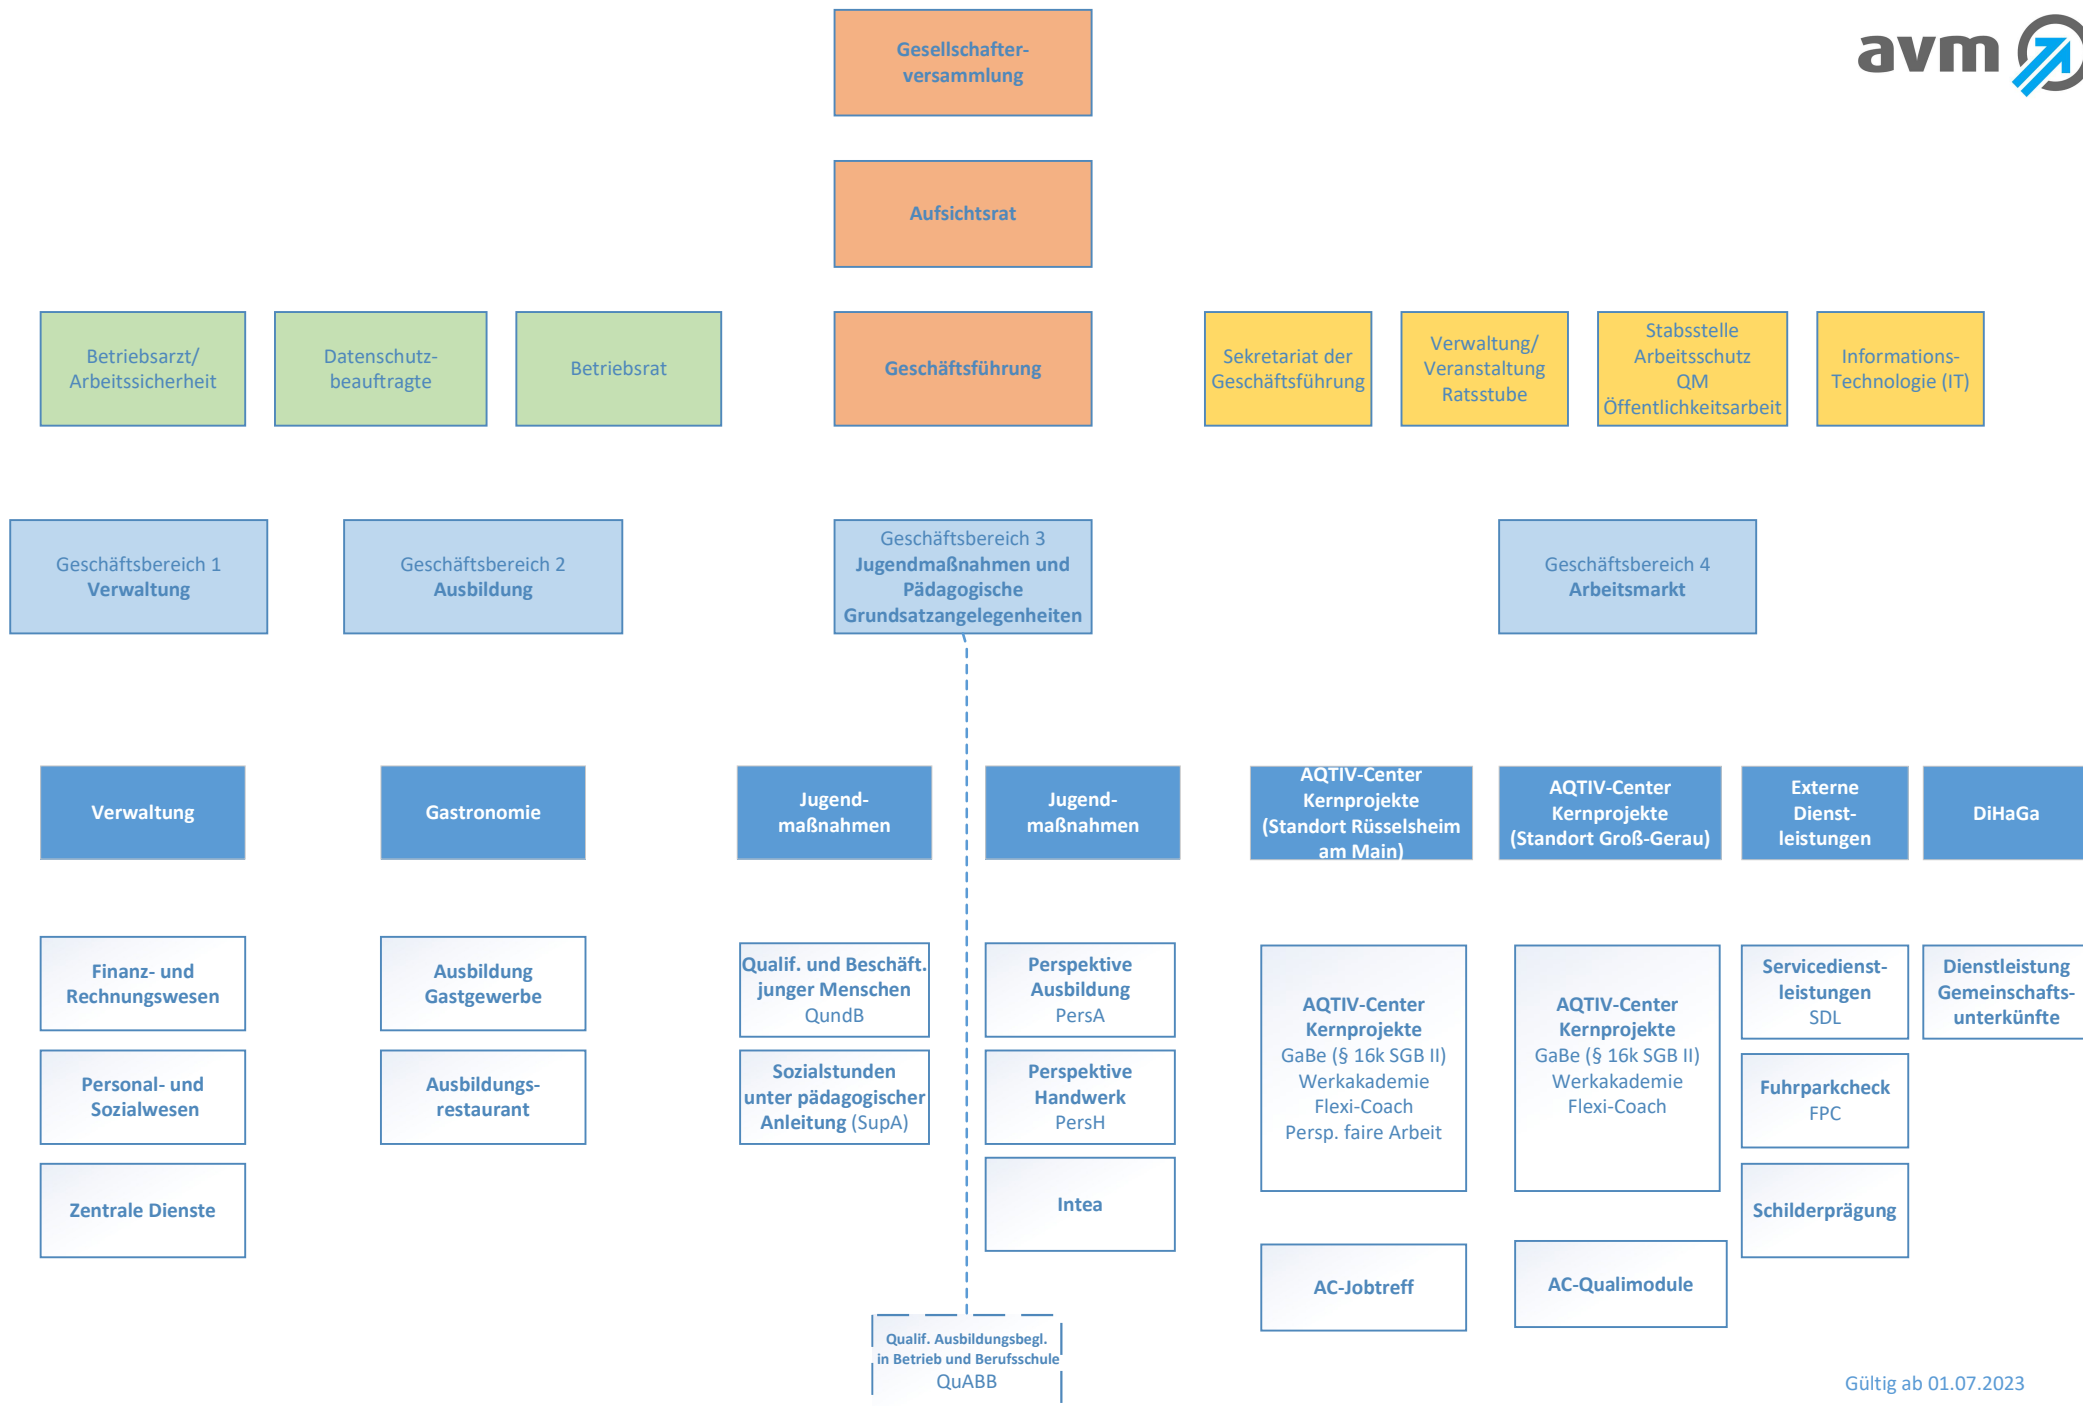 avm
Gesellschafter-
versammlung
Aufsichtsrat
Betriebsarzt/
Arbeitssicherheit
Datenschutz-
beauftragte
Betriebsrat
Geschäftsführung
Sekretariat der
Geschäftsführung
Verwaltung/
Veranstaltung
Ratsstube
Stabsstelle
Arbeitsschutz
QM
Öffentlichkeitsarbeit
Informations-
Technologie (IT)
Geschäftsbereich 1
Verwaltung
Geschäftsbereich 2
Ausbildung
Geschäftsbereich 3
Jugendmaßnahmen und
Pädagogische
Grundsatzangelegenheiten
Geschäftsbereich 4
Arbeitsmarkt
Verwaltung
Gastronomie
Jugend-
maßnahmen
Jugend-
maßnahmen
AQTIV-Center
Kernprojekte
(Standort Rüsselsheim
am Main)
AQTIV-Center
Kernprojekte
(Standort Groß-Gerau)
Externe
Dienst-
leistungen
DiHaGa
Finanz- und
Rechnungswesen
Personal- und
Sozialwesen
Zentrale Dienste
Ausbildung
Gastgewerbe
Ausbildungs-
restaurant
Qualif. und Beschäft.
junger Menschen
QundB
Sozialstunden
unter pädagogischer
Anleitung (SupA)
Perspektive
Ausbildung
PersA
Perspektive
Handwerk
PersH
Intea
AQTIV-Center
Kernprojekte
GaBe (§ 16k SGB II)
Werkakademie
Flexi-Coach
Persp. faire Arbeit
AC-Jobtreff
AQTIV-Center
Kernprojekte
GaBe (§ 16k SGB II)
Werkakademie
Flexi-Coach
AC-Qualimodule
Servicedienst-
leistungen
SDL
Fuhrparkcheck
FPC
Schilderprägung
Dienstleistung
Gemeinschafts-
unterkünfte
Qualif. Ausbildungsbegl.
in Betrieb und Berufsschule
QuABB
Gültig ab 01.07.2023